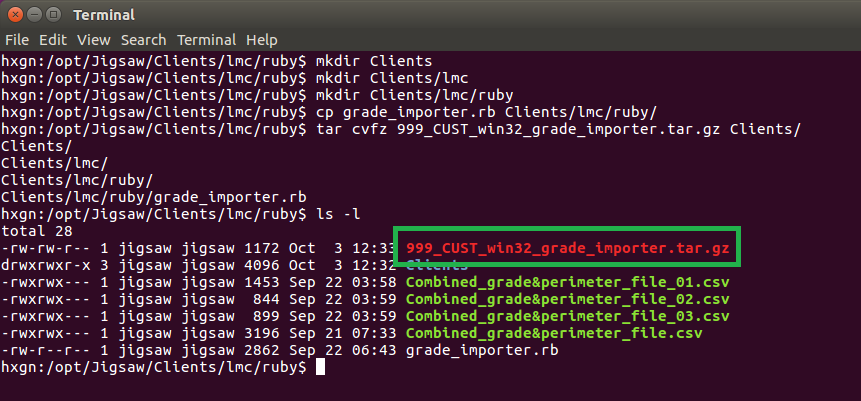 Terminal
File Edit View Search Terminal Help
hxgn:/opt/Jigsaw/Clients/lmc/ruby$ mkdir Clients
hxgn:/opt/Jigsaw/Clients/lmc/ruby$ mkdir Clients/lmc
hxgn:/opt/Jigsaw/Clients/lmc/ruby$ mkdir Clients/lmc/ruby
hxgn:/opt/Jigsaw/Clients/lmc/ruby$ cp grade_importer.rb Clients/lmc/ruby/
hxgn:/opt/Jigsaw/Clients/lmc/ruby$ tar cvfz 999_CUST_win32_grade_importer.tar.gz Clients/
Clients/
Clients/lmc/
Clients/lmc/ruby/
Clients/lmc/ruby/grade_importer.rb
hxgn:/opt/Jigsaw/Clients/lmc/ruby$ ls -l
total 28
-rw-rw-r-- 1 jigsaw jigsaw 1172 Oct  3 12:33 999_CUST_win32_grade_importer.tar.gz
drwxrwxr-x 3 jigsaw jigsaw 4096 Oct  3 12:32 Clients
-rwxrwx--- 1 jigsaw jigsaw 1453 Sep 22 03:58 Combined_grade&perimeter_file_01.csv
-rwxrwx--- 1 jigsaw jigsaw  844 Sep 22 03:59 Combined_grade&perimeter_file_02.csv
-rwxrwx--- 1 jigsaw jigsaw  899 Sep 22 03:59 Combined_grade&perimeter_file_03.csv
-rwxrwx--- 1 jigsaw jigsaw 3196 Sep 21 07:33 Combined_grade&perimeter_file.csv
-rw-r--r-- 1 jigsaw jigsaw 2862 Sep 22 06:43 grade_importer.rb
hxgn:/opt/Jigsaw/Clients/lmc/ruby$